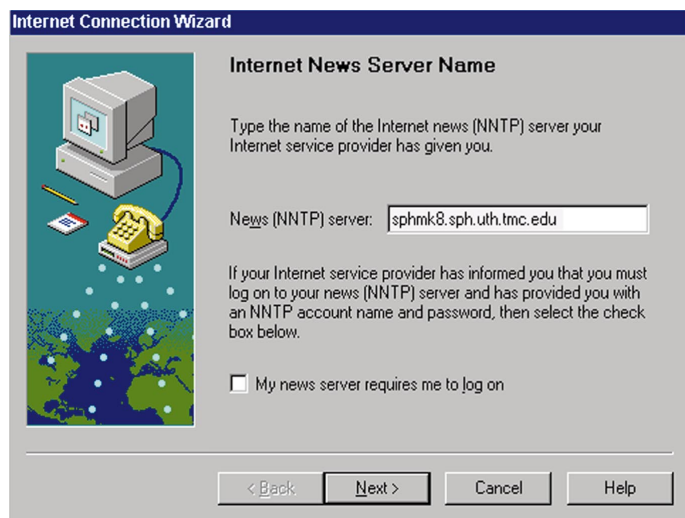 Internet Connection Wizard
Internet News Server Name
Type the name of the Internet news (NNTP) server your
Internet service provider has given you.
News (NNTP) server: sphmk8.sph.uth.tmc.edu
If your Internet service provider has informed you that you must
log on to your news (NNTP) server and has provided you with
an NNTP account name and password, then select the check
box below.
My news server requires me to log on
< Back Next > Cancel Help